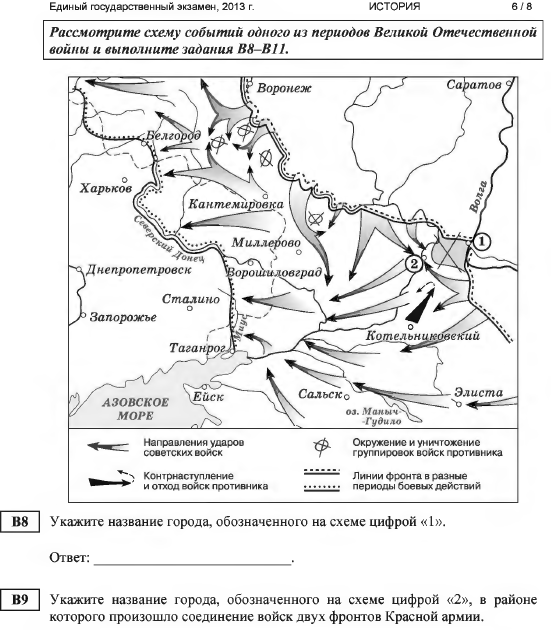 Единый государственный экзамен, 2013 г. ИСТОРИЯ 6 / 8
Рассмотрите схему событий одного из периодов Великой Отечественной
войны и выполните задания В8–В11.
Воронеж
Саратов
Белгород
Волга
Харьков
Кантемировка
Северский Донец
Миллерово
1
2
Днепропетровск
Ворошиловград
Сталино
Миус
Запорожье
Котельниковский
Таганрог
АЗОВСКОЕ
МОРЕ
Ейск
Сальск
Элиста
оз. Маныч-
Гудило
Направления ударов
советских войск
Окружение и уничтожение
группировок войск противника
Контрнаступление
и отход войск противника
Линии фронта в разные
периоды боевых действий
В8 Укажите название города, обозначенного на схеме цифрой «1».
Ответ: ____________________________.
В9 Укажите название города, обозначенного на схеме цифрой «2», в районе
которого произошло соединение войск двух фронтов Красной армии.